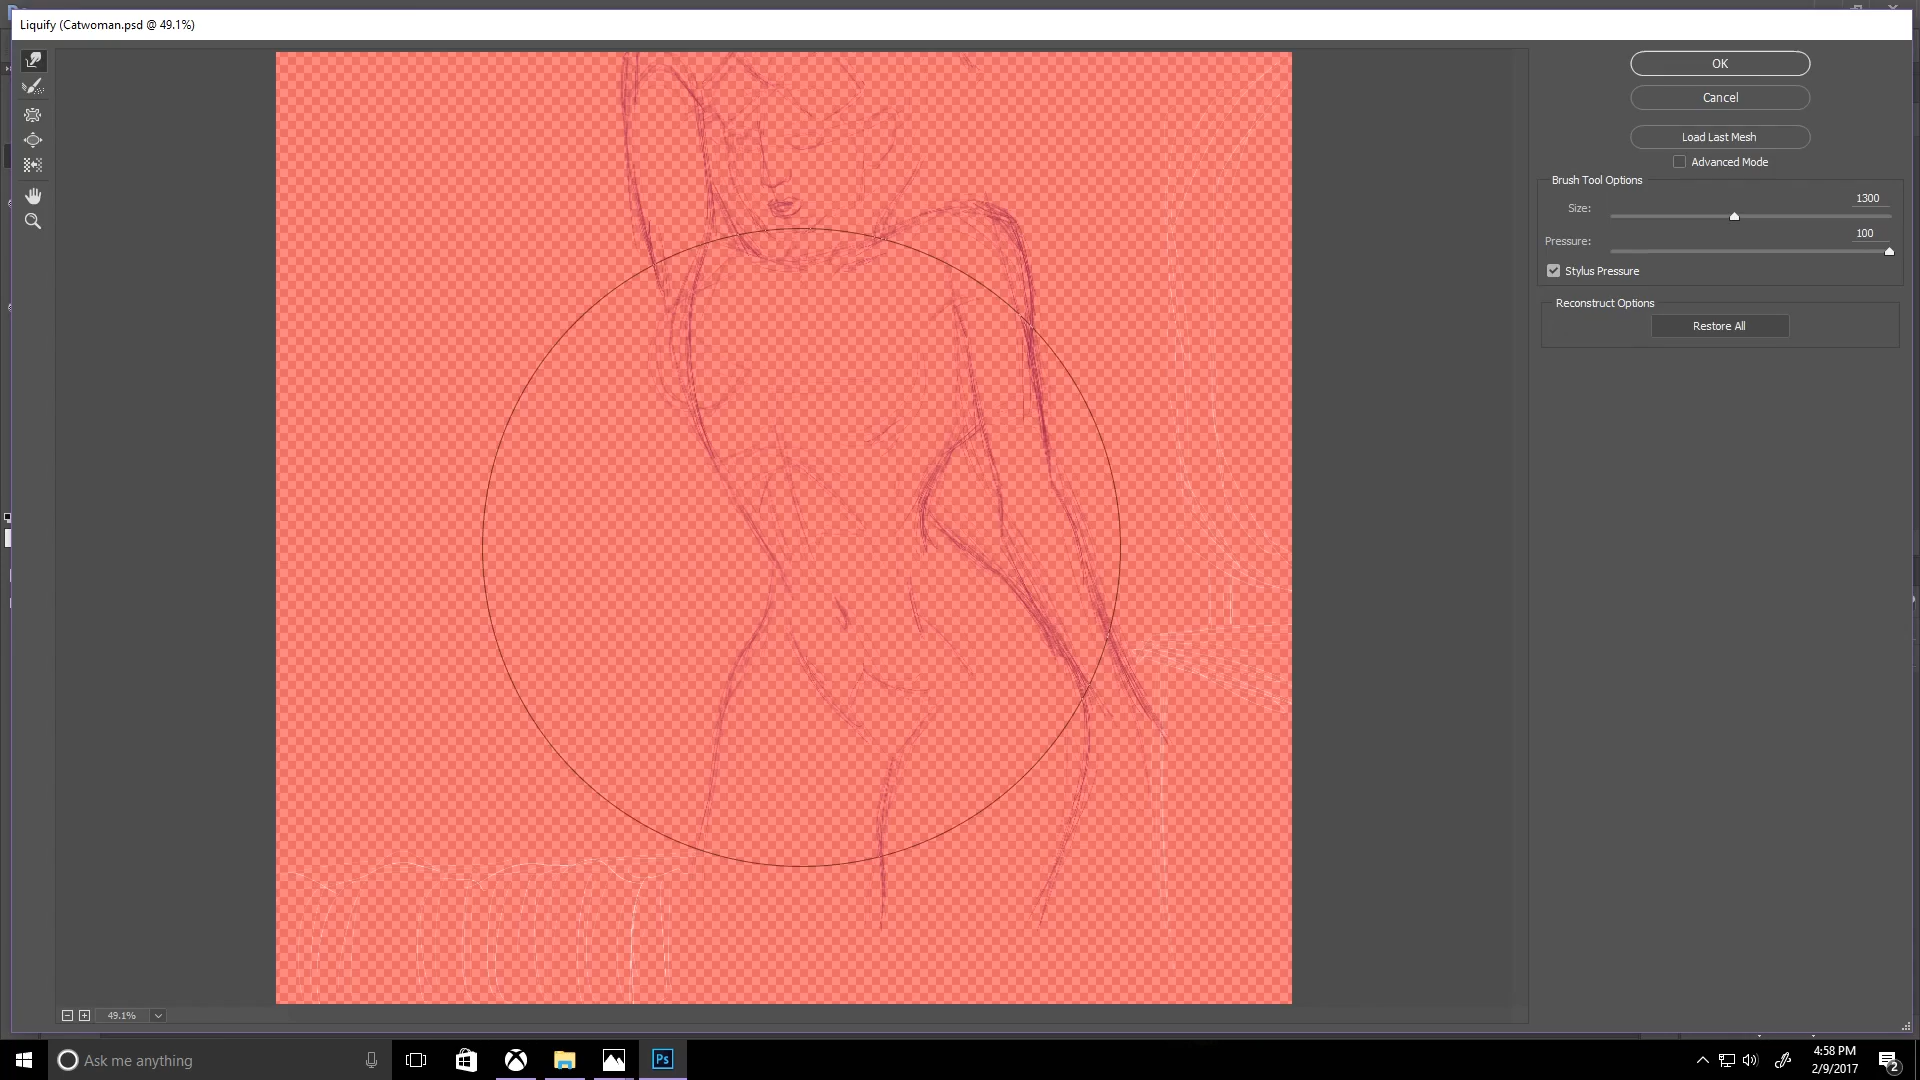 Liquify (Catwoman.psd @ 49.1%)
OK
Cancel
Load Last Mesh
Advanced Mode
Brush Tool Options
Size:
1300
Pressure:
100
Stylus Pressure
Reconstruct Options
Restore All
49.1%
Ask me anything
Ps
4:58 PM
2/9/2017
2